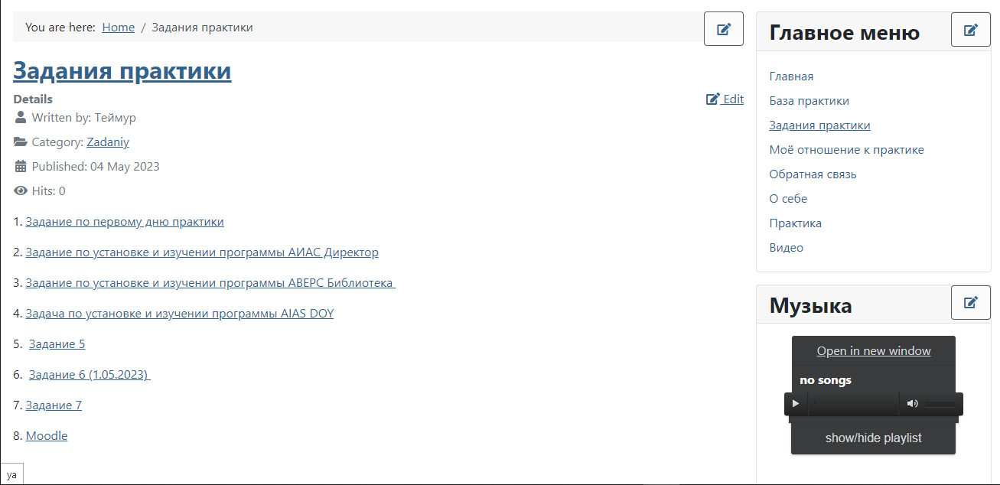 You are here: Home / Задания практики
Задания практики
Details
Edit
Written by: Теймур
Category: Zadaniy
Published: 04 May 2023
Hits: 0
1. Задание по первому дню практики
2. Задание по установке и изучении программы АИАС Директор
3. Задание по установке и изучении программы АВЕРС Библиотека
4. Задача по установке и изучении программы AIAS DOY
5. Задание 5
6. Задание 6 (1.05.2023)
7. Задание 7
8. Moodle
ya
Главное меню
Главная
База практики
Задания практики
Моё отношение к практике
Обратная связь
О себе
Практика
Видео
Музыка
Open in new window
no songs
show/hide playlist